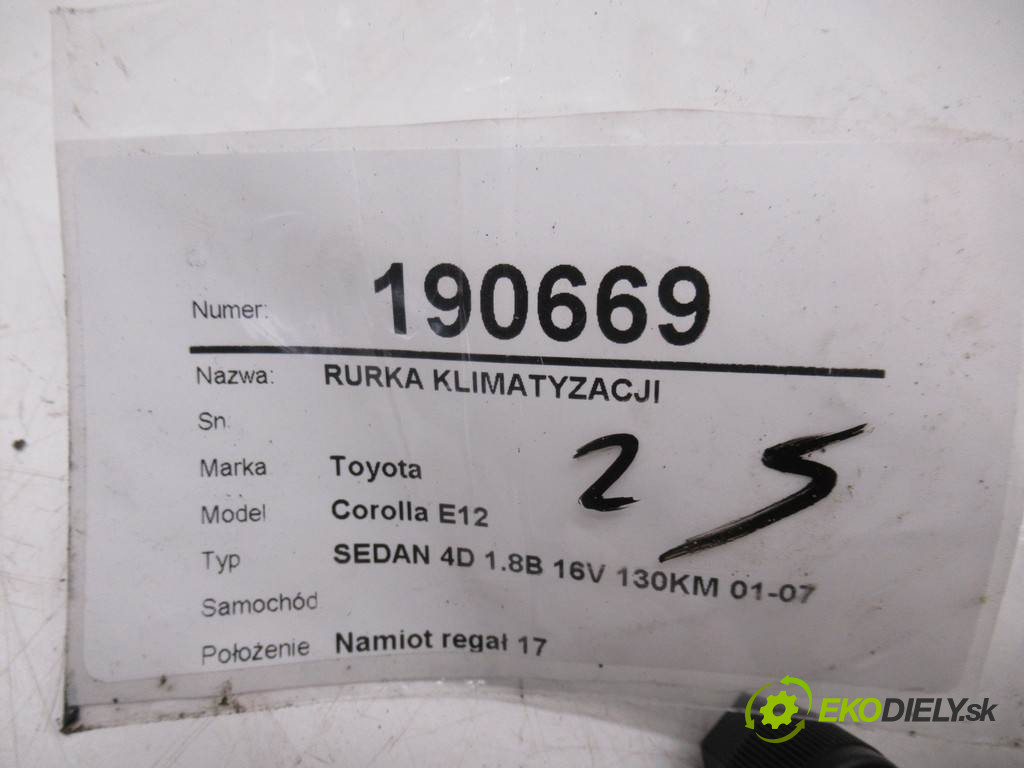 Numer: 190669
Nazwa: RURKA KLIMATYZACJI
Sn:
2 5
Marka Toyota
Model Corolla E12
Typ SEDAN 4D 1.8B 16V 130KM 01-07
Samochód
Położenie Namiot regał 17
EKODIELY.sk